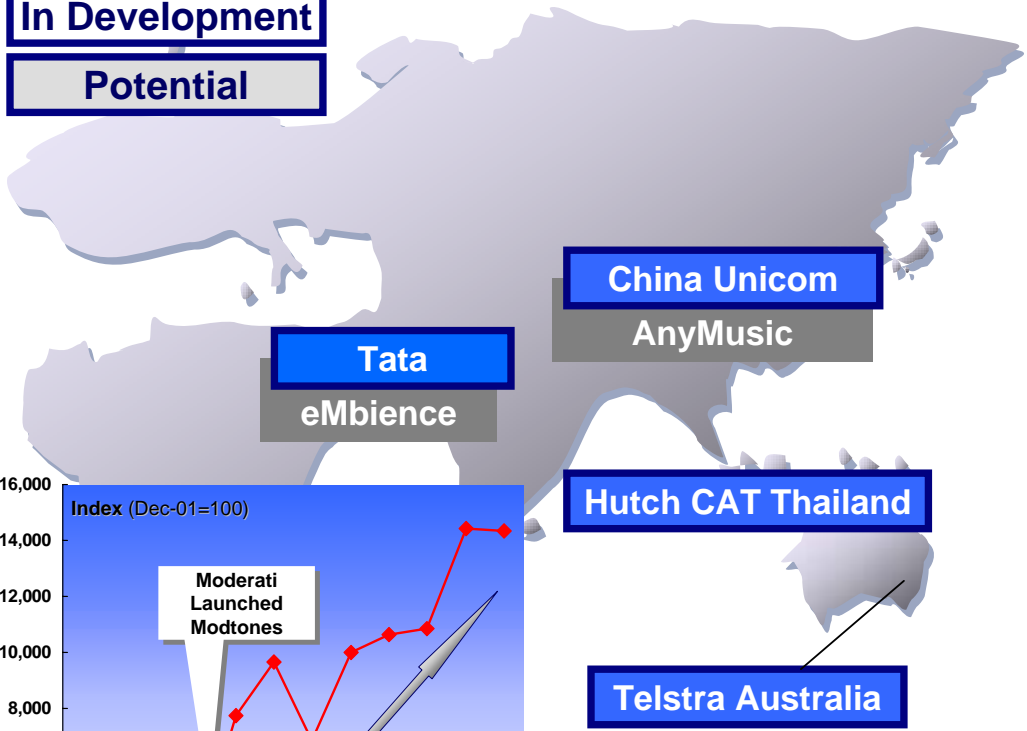 In Development
Potential
China Unicom
AnyMusic
Tata
eMbience
Hutch CAT Thailand
Telstra Australia
16,000
14,000
12,000
10,000
8,000
Index (Dec-01=100)
Moderati
Launched
Modtones